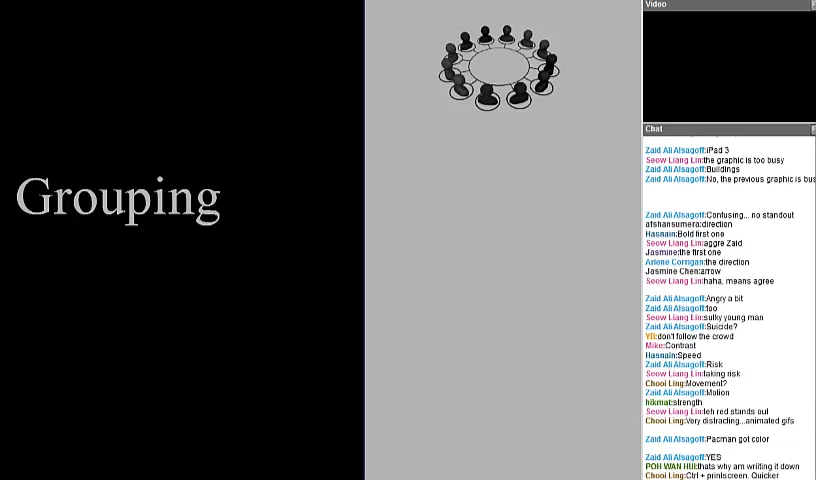 Grouping
Video
Chat
Zaid Ali Alsagoff:iPad 3
Seow Liang Lin:the graphic is too busy
Zaid Ali Alsagoff:Buildings
Zaid Ali Alsagoff:No, the previous graphic is bus
Zaid Ali Alsagoff:Confusing... no standout
afshansumera:direction
Hasnain:Bold first one
Seow Liang Lin:aggre Zaid
Jasmine:the first one
Arlene Corrigan:the direction
Jasmine Chen:arrow
Seow Liang Lin:haha, means agree
Zaid Ali Alsagoff:Angry a bit
Zaid Ali Alsagoff:too
Seow Liang Lin:sulky young man
Zaid Ali Alsagoff:Suicide?
YB:don't follow the crowd
Mike:Contrast
Hasnain:Speed
Zaid Ali Alsagoff:Risk
Seow Liang Lin:taking risk
Chooi Ling:Movement?
Zaid Ali Alsagoff:Motion
hikmat:strength
Seow Liang Lin:teh red stands out
Chooi Ling:Very distracting...animated gifs
Zaid Ali Alsagoff:Pacman got color
Zaid Ali Alsagoff:YES
POH WAN HUI:thats why am wriiting it down
Chooi Ling:Ctrl + printscreen. Quicker